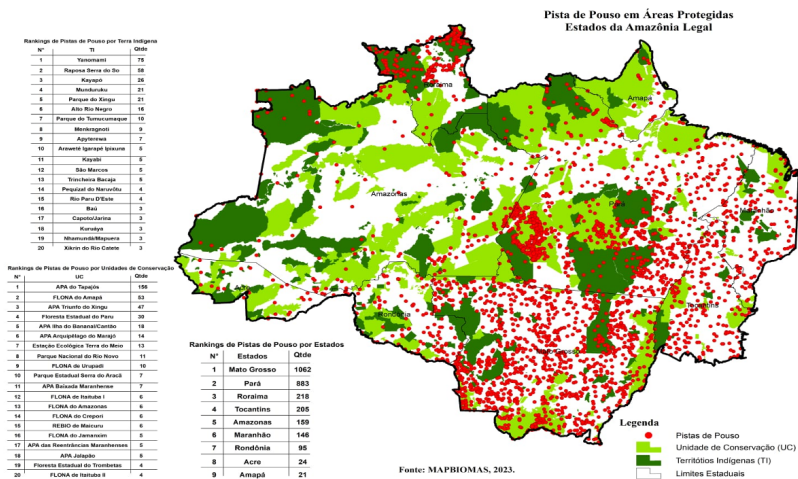 Pista de Pouso em Áreas Protegidas
Estados da Amazônia Legal
Rankings de Pistas de Pouso por Terra Indígena
N° TI Qtde
1 Yanomami 75
2 Raposa Serra do So 58
3 Kayapó 26
4 Munduruku 21
5 Parque do Xingu 21
6 Alto Rio Negro 16
7 Parque do Tumucumaque 10
8 Menkragnoti 9
9 Apyterewa 7
10 Araweté Igarapé Ipixuna 5
11 Kayabi 5
12 São Marcos 5
13 Trincheira Bacaja 5
14 Pequizal do Naruvôtu 4
15 Rio Paru D'Este 4
16 Baú 3
17 Capoto/Jarina 3
18 Kuruáya 3
19 Nhamundá/Mapuera 3
20 Xikrin do Rio Catete 3
Rankings de Pistas de Pouso por Unidades de Conservação
N° UC Qtde
1 APA do Tapajós 156
2 FLONA do Amapá 53
3 APA Triunfo do Xingu 47
4 Floresta Estadual do Paru 30
5 APA Ilha do Bananal/Cantão 18
6 APA Arquipélago do Marajó 14
7 Estação Ecológica Terra do Meio 13
8 Parque Nacional do Rio Novo 11
9 FLONA de Urupadi 10
10 Parque Estadual Serra do Aracá 7
11 APA Baixada Maranhense 7
12 FLONA de Itaituba I 6
13 FLONA do Amazonas 6
14 FLONA do Crepori 6
15 REBIO de Maicuru 6
16 FLONA do Jamanxim 5
17 APA das Reentrâncias Maranhenses 5
18 APA Jalapão 5
19 Floresta Estadual do Trombetas 4
20 FLONA de Itaituba II 4
Rankings de Pistas de Pouso por Estados
N° Estados Qtde
1 Mato Grosso 1062
2 Pará 883
3 Roraima 218
4 Tocantins 205
5 Amazonas 159
6 Maranhão 146
7 Rondônia 95
8 Acre 24
9 Amapá 21
Roraima
Amapá
Amazonas
Pará
Maranhão
Acre
Rondônia
Tocantins
Mato Grosso
Legenda
Pistas de Pouso
Unidade de Conservação (UC)
Territótios Indígenas (TI)
Limites Estaduais
Fonte: MAPBIOMAS, 2023.